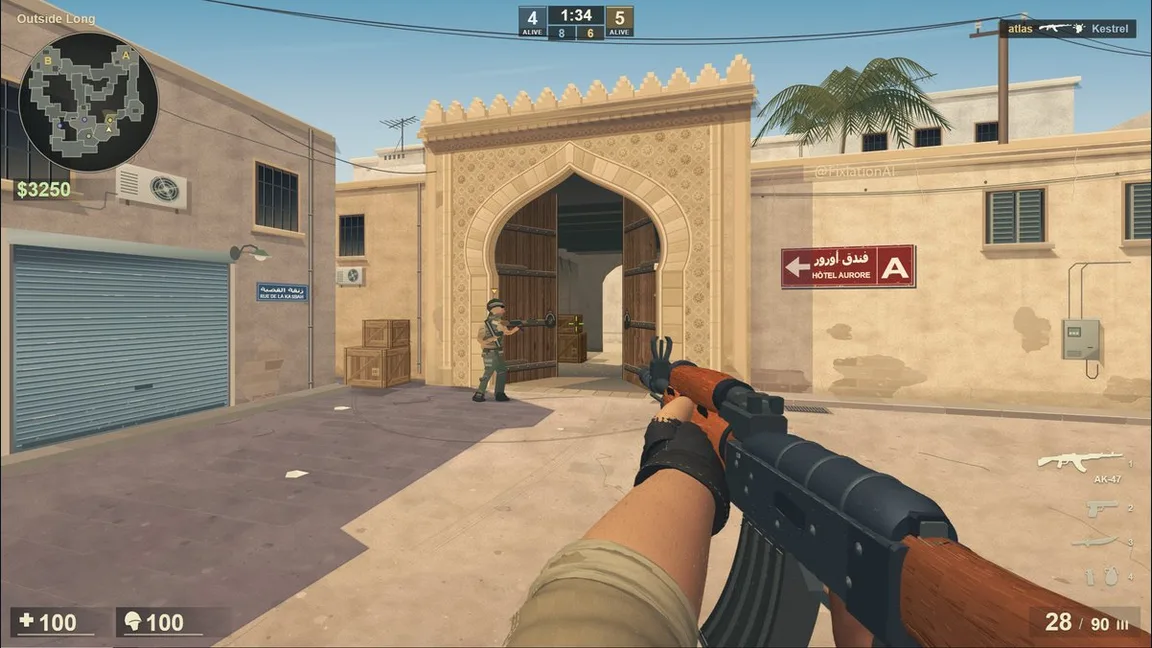 Outside Long
4
1:34
5
ALIVE
8
6
ALIVE
atlas
Kestrel
B
A
$3250
زنقة القصبة
RUE DE LA KASBAH
فندق أورور
HÔTEL AURORE
A
1
AK-47
2
3
4
100
100
28 / 90